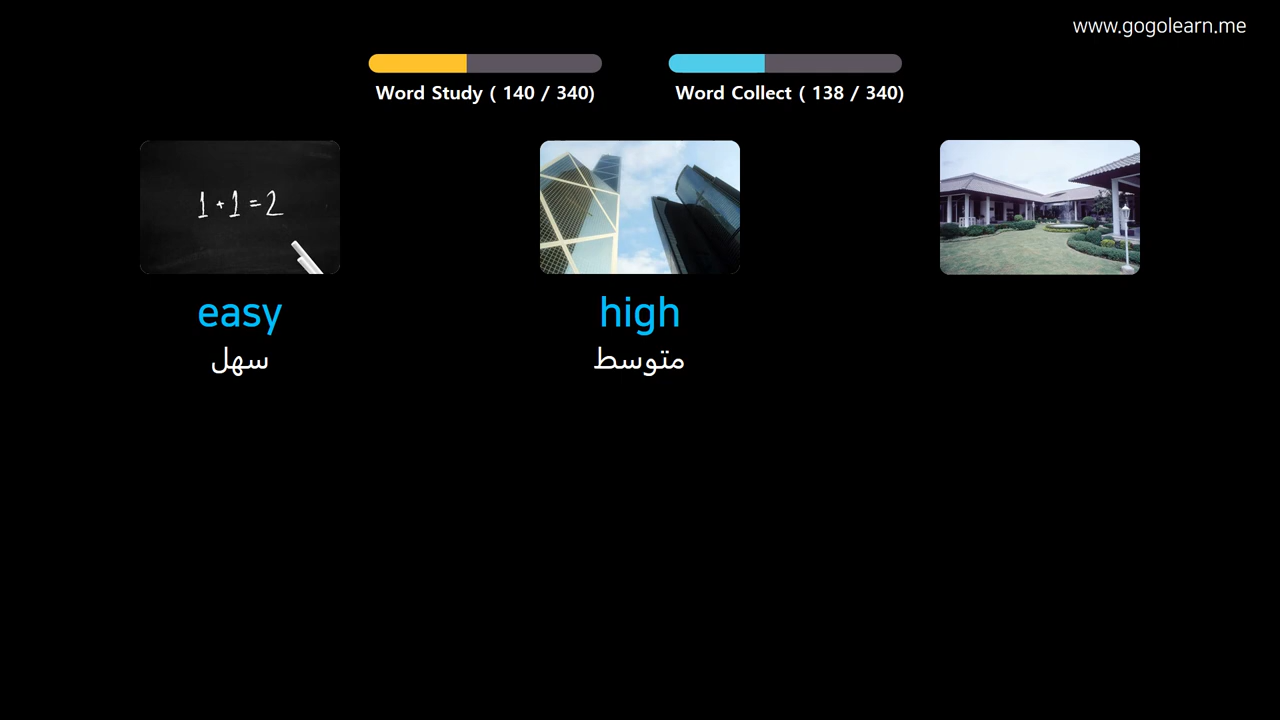 www.gogolearn.me
Word Study ( 140 / 340)
Word Collect ( 138 / 340)
1 + 1 = 2
easy
high
سهل
متوسط